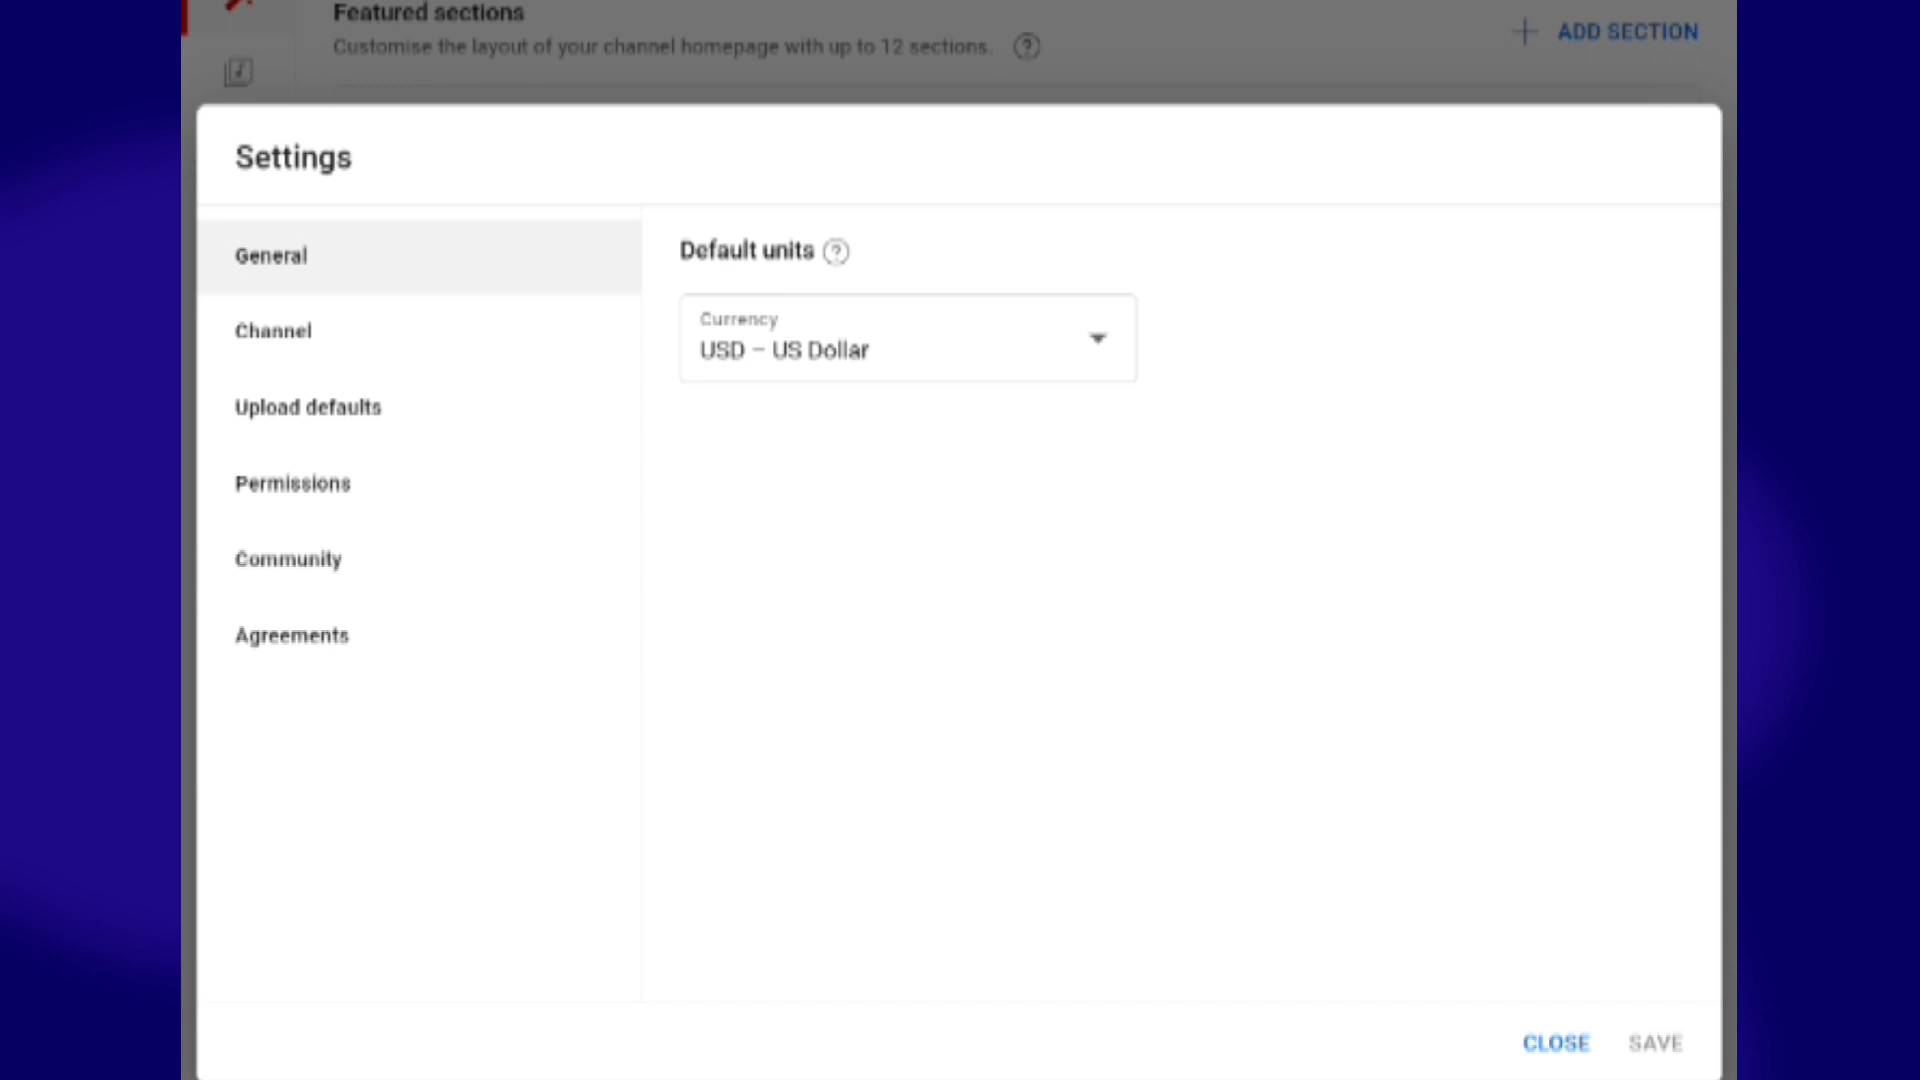 Featured sections
Customise the layout of your channel homepage with up to 12 sections.
ADD SECTION
Settings
General
Channel
Upload defaults
Permissions
Community
Agreements
Default units
Currency
USD – US Dollar
CLOSE
SAVE